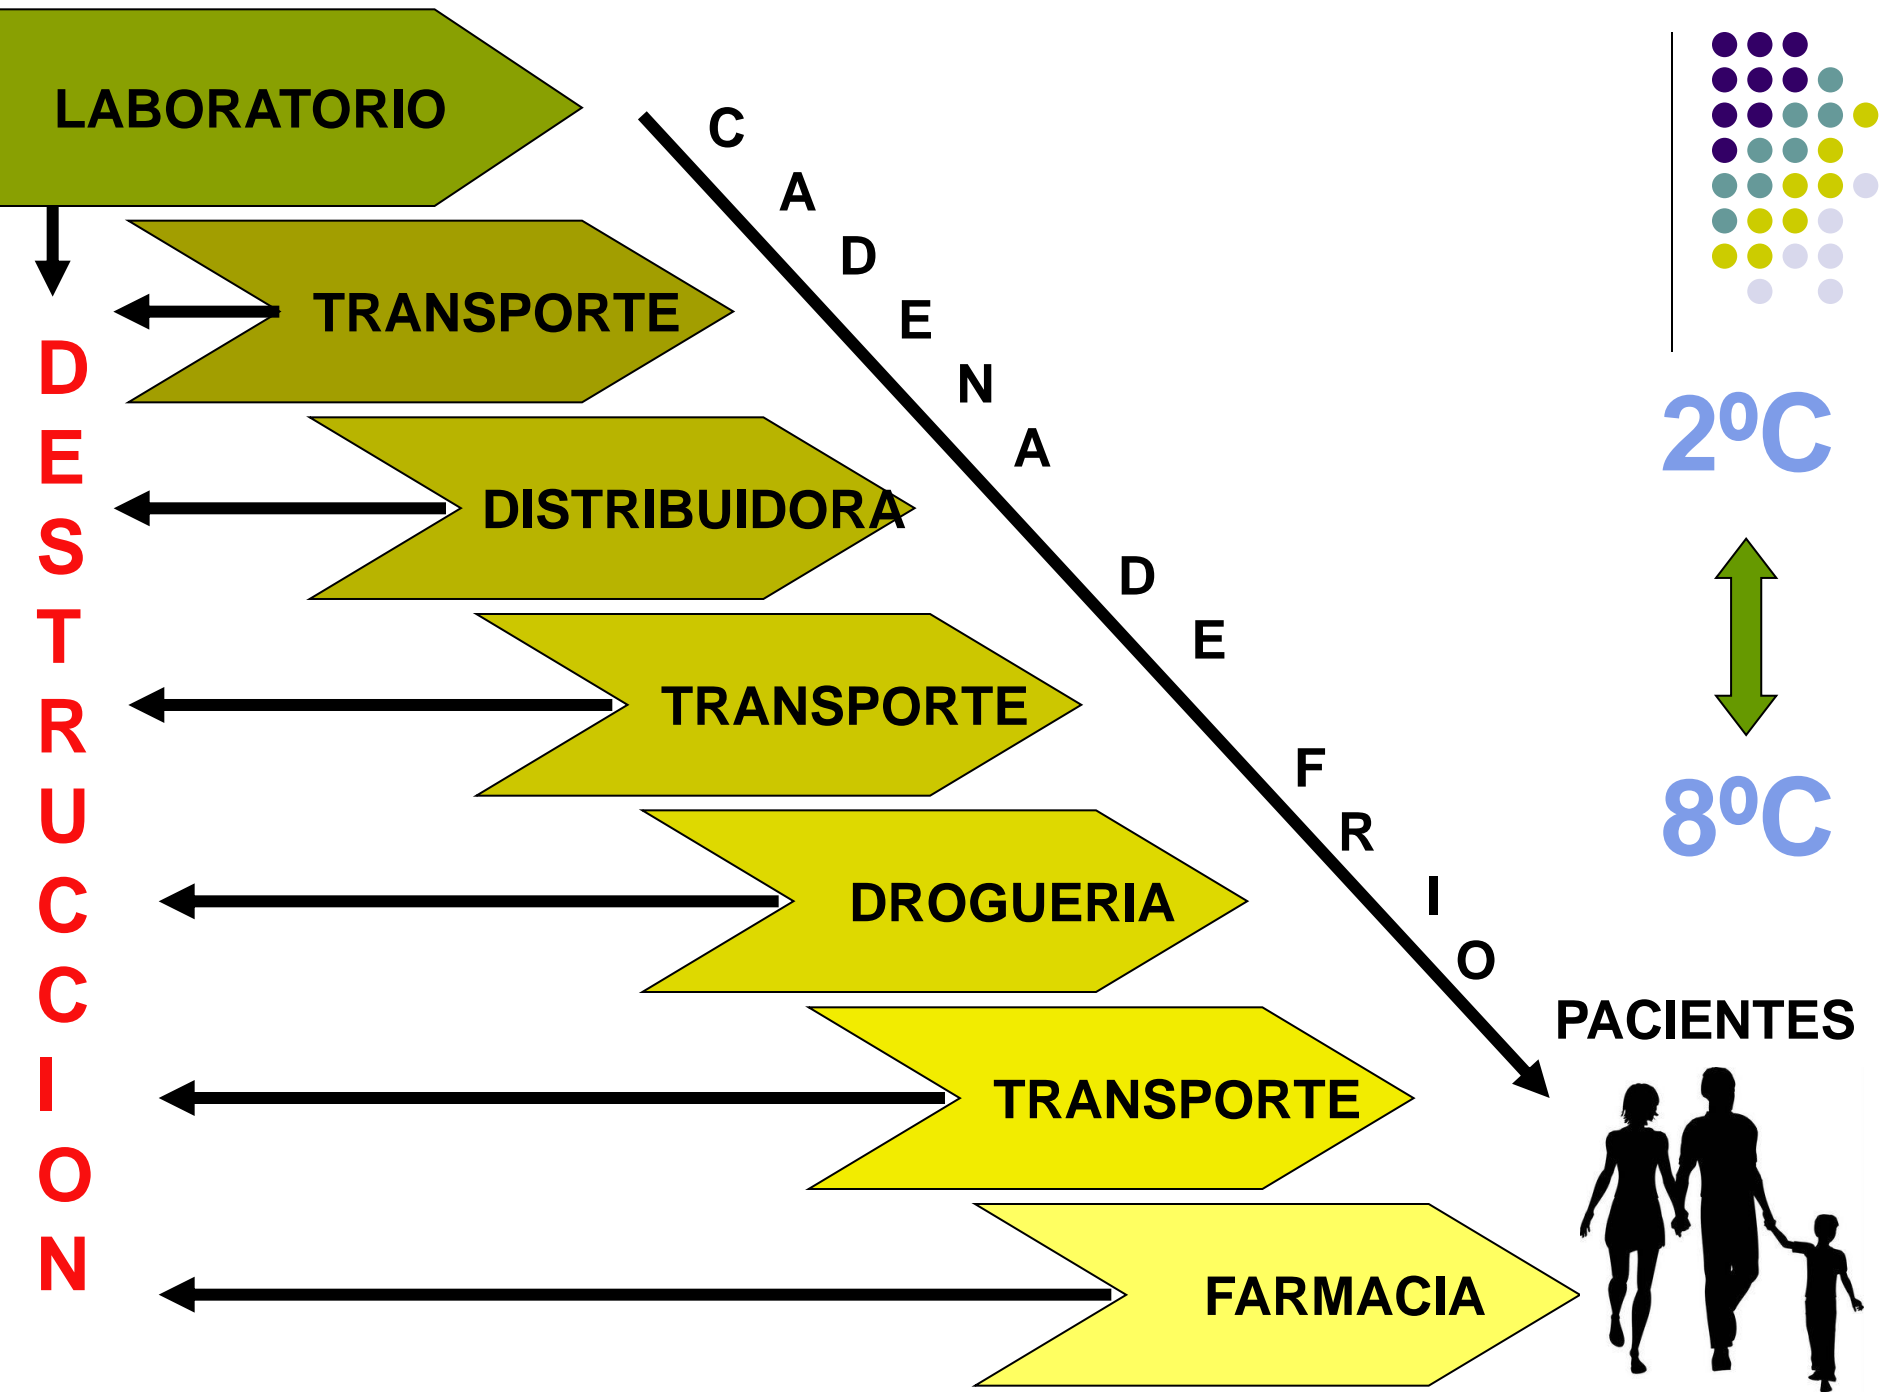 LABORATORIO
TRANSPORTE
DISTRIBUIDORA
TRANSPORTE
DROGUERIA
TRANSPORTE
FARMACIA
DESTRUCCION
CADENA DE FRIO
2ºC
8ºC
PACIENTES